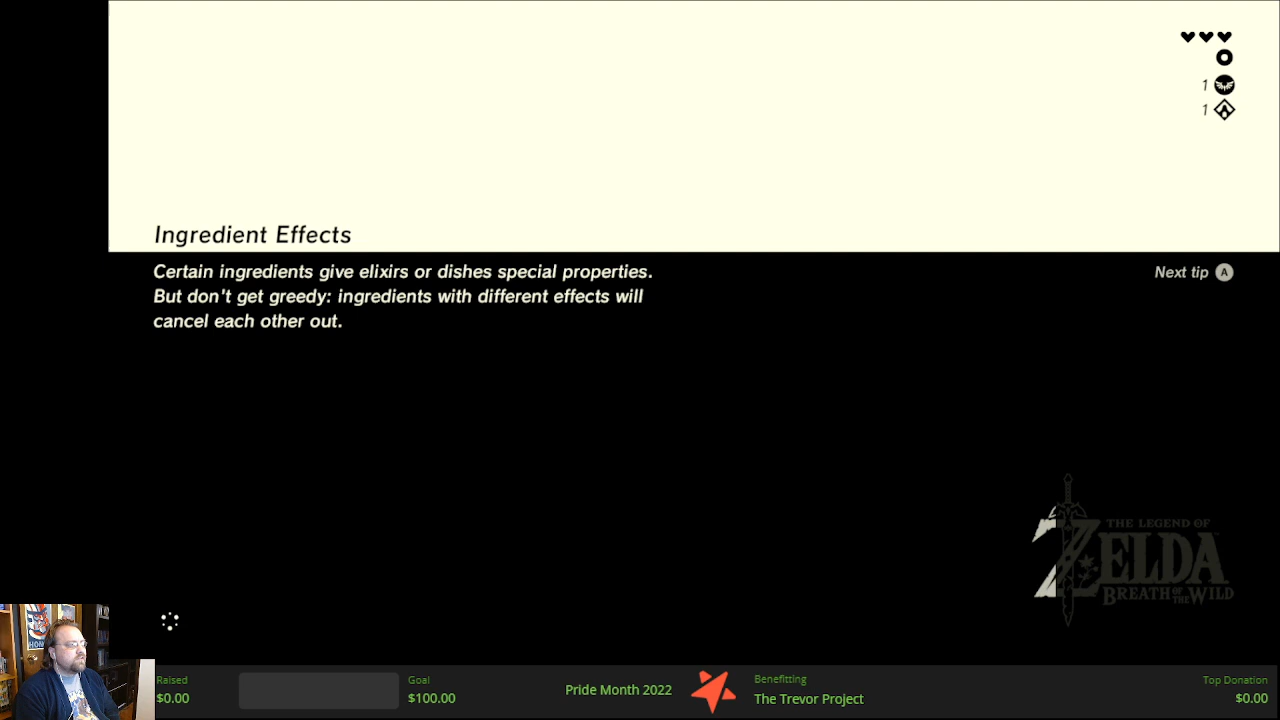 1
1
Ingredient Effects
Certain ingredients give elixirs or dishes special properties.
But don't get greedy: ingredients with different effects will
cancel each other out.
Next tip A
THE LEGEND OF
ZELDA
BREATH OF THE WILD
HOM
Raised
$0.00
Goal
$100.00
Pride Month 2022
Benefitting
The Trevor Project
Top Donation
$0.00